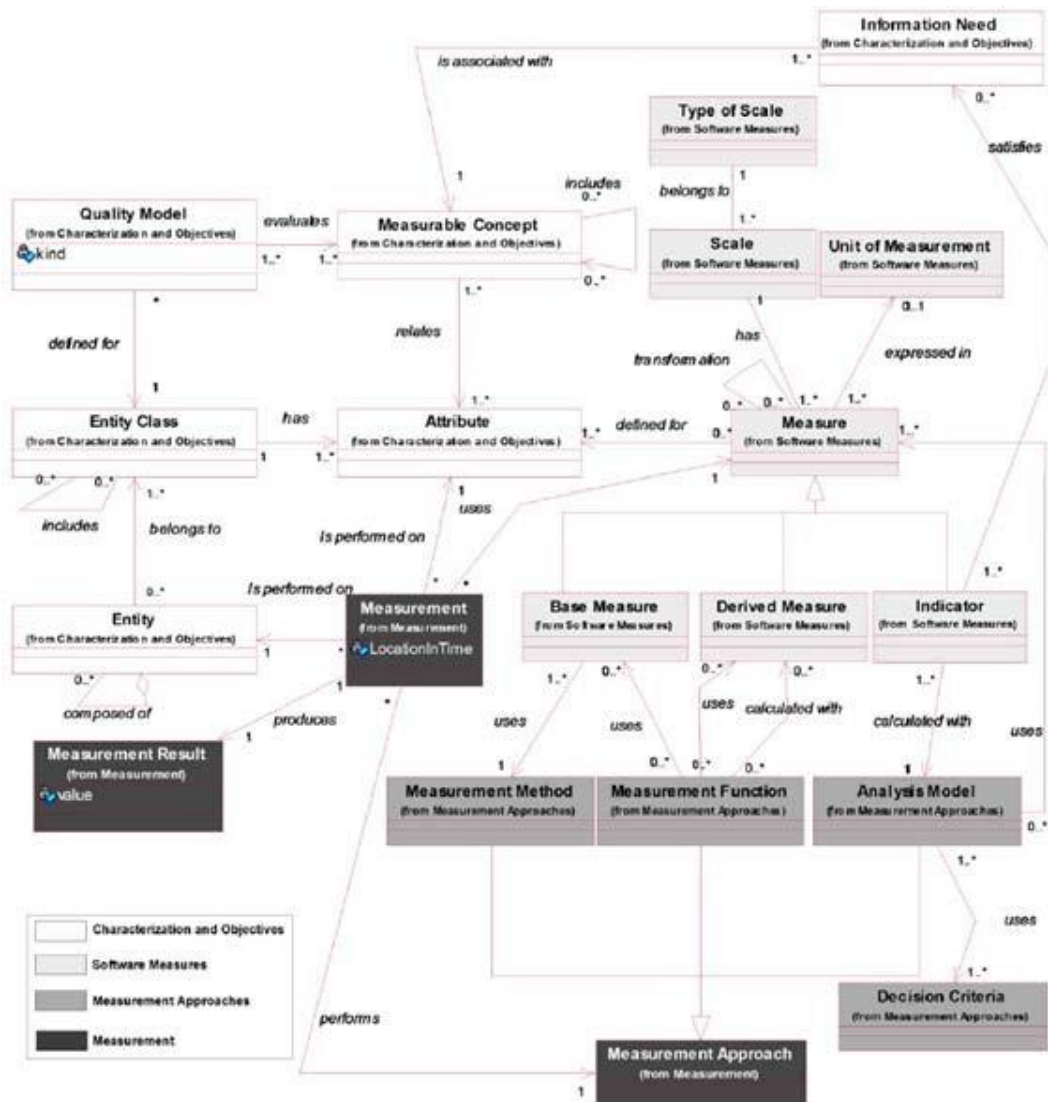 Information Need
(from Characterization and Objectives)
is associated with
1..*
0..*
Type of Scale
(from Software Measures)
satisfies
1
1
includes
0..*
belongs to
Quality Model
(from Characterization and Objectives)
kind
evaluates
1..*
1..*
Measurable Concept
(from Characterization and Objectives)
1..*
0..*
1..*
Scale
(from Software Measures)
Unit of Measurement
(from Software Measures)
*
1
0..1
defined for
relates
has
transformation
expressed in
1
1..*
0..*
0..*
1..*
1..*
Entity Class
(from Characterization and Objectives)
has
1
1..*
Attribute
(from Characterization and Objectives)
1..*
defined for
0..*
Measure
(from Software Measures)
1..*
0..*
0..*
1..*
1
uses
1
includes
belongs to
Is performed on
0..*
Is performed on
*
*
1..*
Entity
(from Characterization and Objectives)
1
*
Measurement
(from Measurement)
LocationInTime
Base Measure
(from Software Measures)
Derived Measure
(from Software Measures)
Indicator
(from Software Measures)
0..*
1
*
1..*
0..*
0..*
0..*
1..*
composed of
produces
1
uses
uses
uses
calculated with
calculated with
uses
Measurement Result
(from Measurement)
value
1
0..*
0..*
0..*
1
Measurement Method
(from Measurement Approaches)
Measurement Function
(from Measurement Approaches)
Analysis Model
(from Measurement Approaches)
0..*
1..*
uses
Characterization and Objectives
Software Measures
Measurement Approaches
Measurement
1..*
Decision Criteria
(from Measurement Approaches)
performs
1
Measurement Approach
(from Measurement)